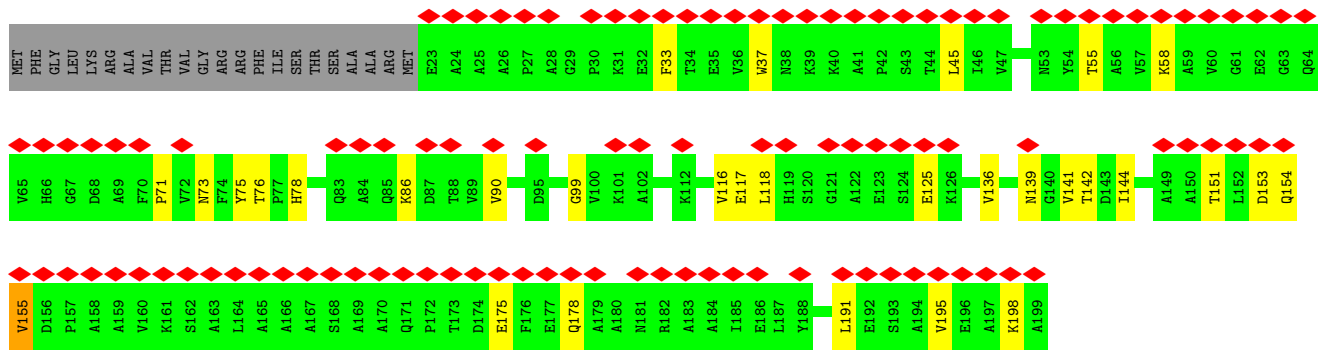 MET PHE GLY LEU LYS ARG ALA VAL THR VAL GLY ARG ARG PHE ILE SER THR SER ALA ALA ARG MET E23 A24 A25 A26 P27 A28 G29 P30 K31 E32 F33 T34 E35 V36 W37 N38 K39 K40 A41 P42 S43 T44 L45 I46 V47 N53 Y54 T55 A56 V57 K58 A59 V60 G61 E62 G63 Q64
V65 H66 G67 D68 A69 F70 P71 V72 N73 F74 Y75 T76 P77 H78 Q83 A84 Q85 K86 D87 T88 V89 V90 D95 G99 V100 K101 A102 K112 V116 E117 L118 H119 S120 G121 A122 E123 S124 E125 K126 V136 N139 G140 V141 T142 D143 I144 A149 A150 T151 L152 D153 Q154
V155 D156 P157 A158 A159 V160 K161 S162 A163 L164 A165 A166 A167 S168 A169 A170 Q171 P172 T173 D174 E175 F176 E177 Q178 A179 A180 N181 R182 A183 A184 I185 E186 L187 Y188 L191 E192 S193 A194 V195 E196 A197 K198 A199